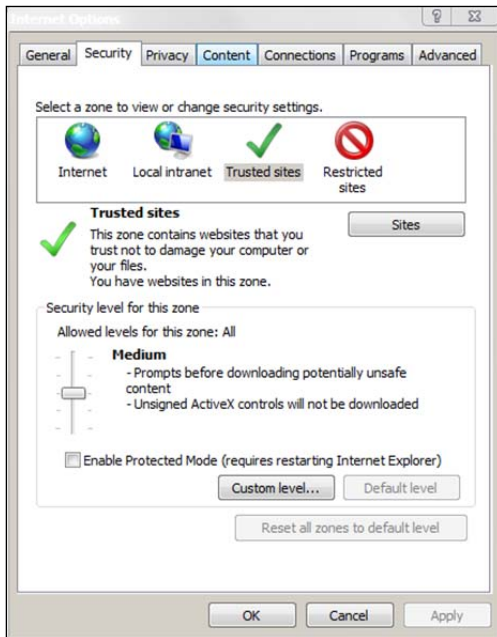 Internet Options
General Security Privacy Content Connections Programs Advanced
Select a zone to view or change security settings.
Internet Local intranet Trusted sites Restricted
sites
Trusted sites
Sites
This zone contains websites that you
trust not to damage your computer or
your files.
You have websites in this zone.
Security level for this zone
Allowed levels for this zone: All
Medium
- Prompts before downloading potentially unsafe
content
- Unsigned ActiveX controls will not be downloaded
Enable Protected Mode (requires restarting Internet Explorer)
Custom level... Default level
Reset all zones to default level
OK Cancel Apply